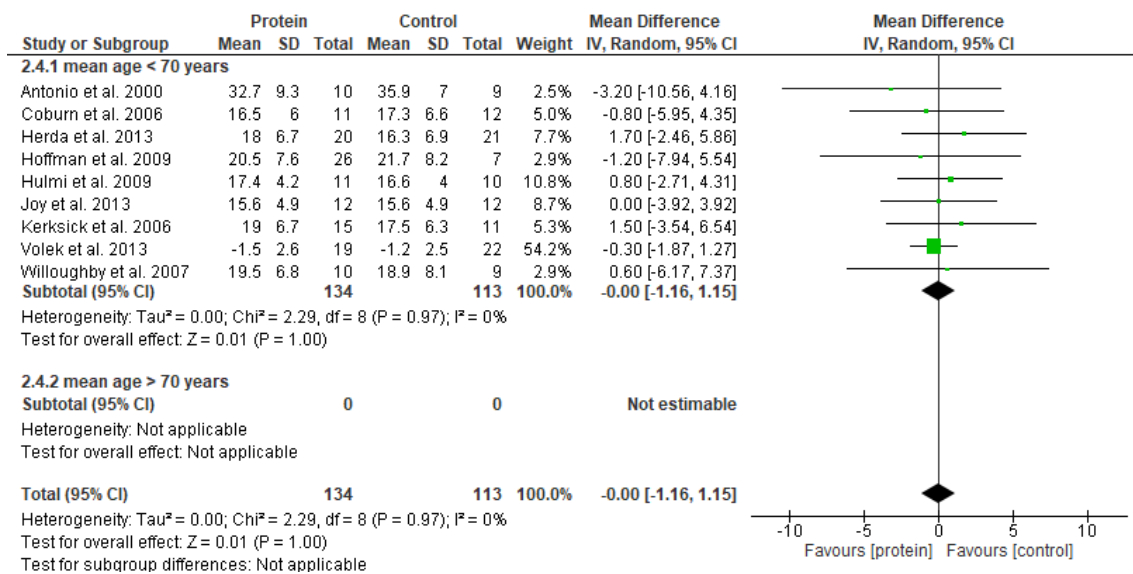 Protein Control Mean Difference Mean Difference
Study or Subgroup Mean SD Total Mean SD Total Weight IV, Random, 95% CI IV, Random, 95% CI
2.4.1 mean age < 70 years
Antonio et al. 2000 32.7 9.3 10 35.9 7 9 2.5% -3.20 [-10.56, 4.16]
Coburn et al. 2006 16.5 6 11 17.3 6.6 12 5.0% -0.80 [-5.95, 4.35]
Herda et al. 2013 18 6.7 20 16.3 6.9 21 7.7% 1.70 [-2.46, 5.86]
Hoffman et al. 2009 20.5 7.6 26 21.7 8.2 7 2.9% -1.20 [-7.94, 5.54]
Hulmi et al. 2009 17.4 4.2 11 16.6 4 10 10.8% 0.80 [-2.71, 4.31]
Joy et al. 2013 15.6 4.9 12 15.6 4.9 12 8.7% 0.00 [-3.92, 3.92]
Kerksick et al. 2006 19 6.7 15 17.5 6.3 11 5.3% 1.50 [-3.54, 6.54]
Volek et al. 2013 -1.5 2.6 19 -1.2 2.5 22 54.2% -0.30 [-1.87, 1.27]
Willoughby et al. 2007 19.5 6.8 10 18.9 8.1 9 2.9% 0.60 [-6.17, 7.37]
Subtotal (95% CI) 134 113 100.0% -0.00 [-1.16, 1.15]
Heterogeneity: Tau² = 0.00; Chi² = 2.29, df = 8 (P = 0.97); I² = 0%
Test for overall effect: Z = 0.01 (P = 1.00)
2.4.2 mean age > 70 years
Subtotal (95% CI) 0 0 Not estimable
Heterogeneity: Not applicable
Test for overall effect: Not applicable
Total (95% CI) 134 113 100.0% -0.00 [-1.16, 1.15]
Heterogeneity: Tau² = 0.00; Chi² = 2.29, df = 8 (P = 0.97); I² = 0%
Test for overall effect: Z = 0.01 (P = 1.00)
Test for subgroup differences: Not applicable
-10 -5 0 5 10
Favours [protein] Favours [control]